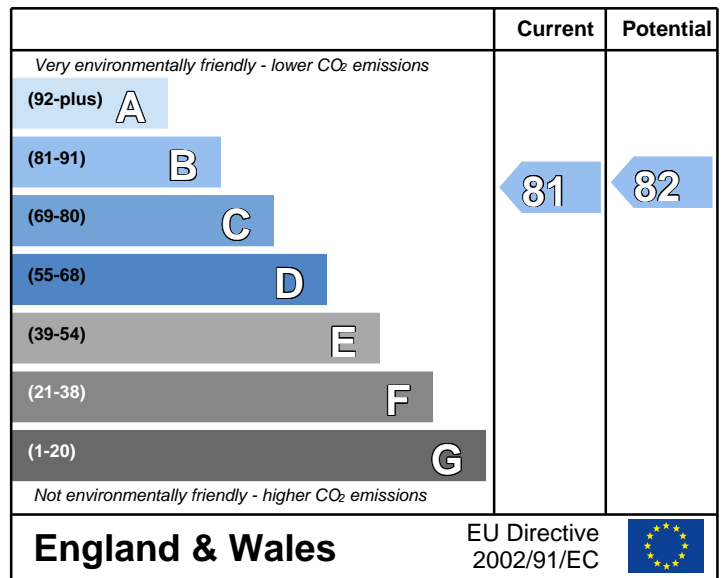 Current Potential
Very environmentally friendly - lower CO₂ emissions
(92-plus) A
(81-91) B
81 82
(69-80) C
(55-68) D
(39-54) E
(21-38) F
(1-20) G
Not environmentally friendly - higher CO₂ emissions
England & Wales
EU Directive
2002/91/EC